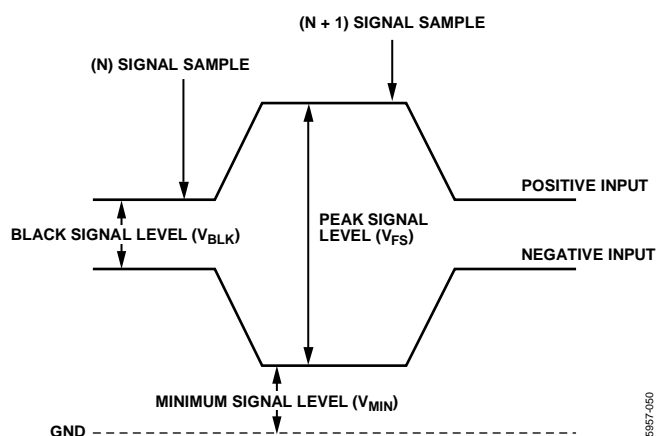 (N + 1) SIGNAL SAMPLE
(N) SIGNAL SAMPLE
POSITIVE INPUT
PEAK SIGNAL
LEVEL (VFS)
BLACK SIGNAL LEVEL (VBLK)
NEGATIVE INPUT
MINIMUM SIGNAL LEVEL (VMIN)
GND
5957-050